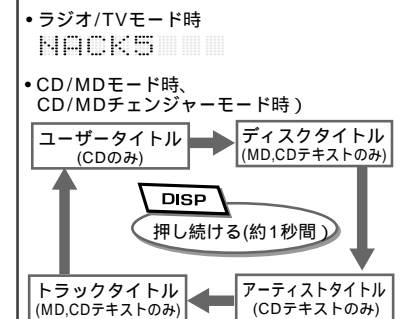 •ラジオ/TVモード時
NACK5
•CD/MDモード時、
CD/MDチェンジャーモード時）
ユーザータイトル
(CDのみ)
ディスクタイトル
(MD,CDテキストのみ)
DISP
押し続ける(約1秒間）
トラックタイトル
(MD,CDテキストのみ)
アーティストタイトル
(CDテキストのみ)